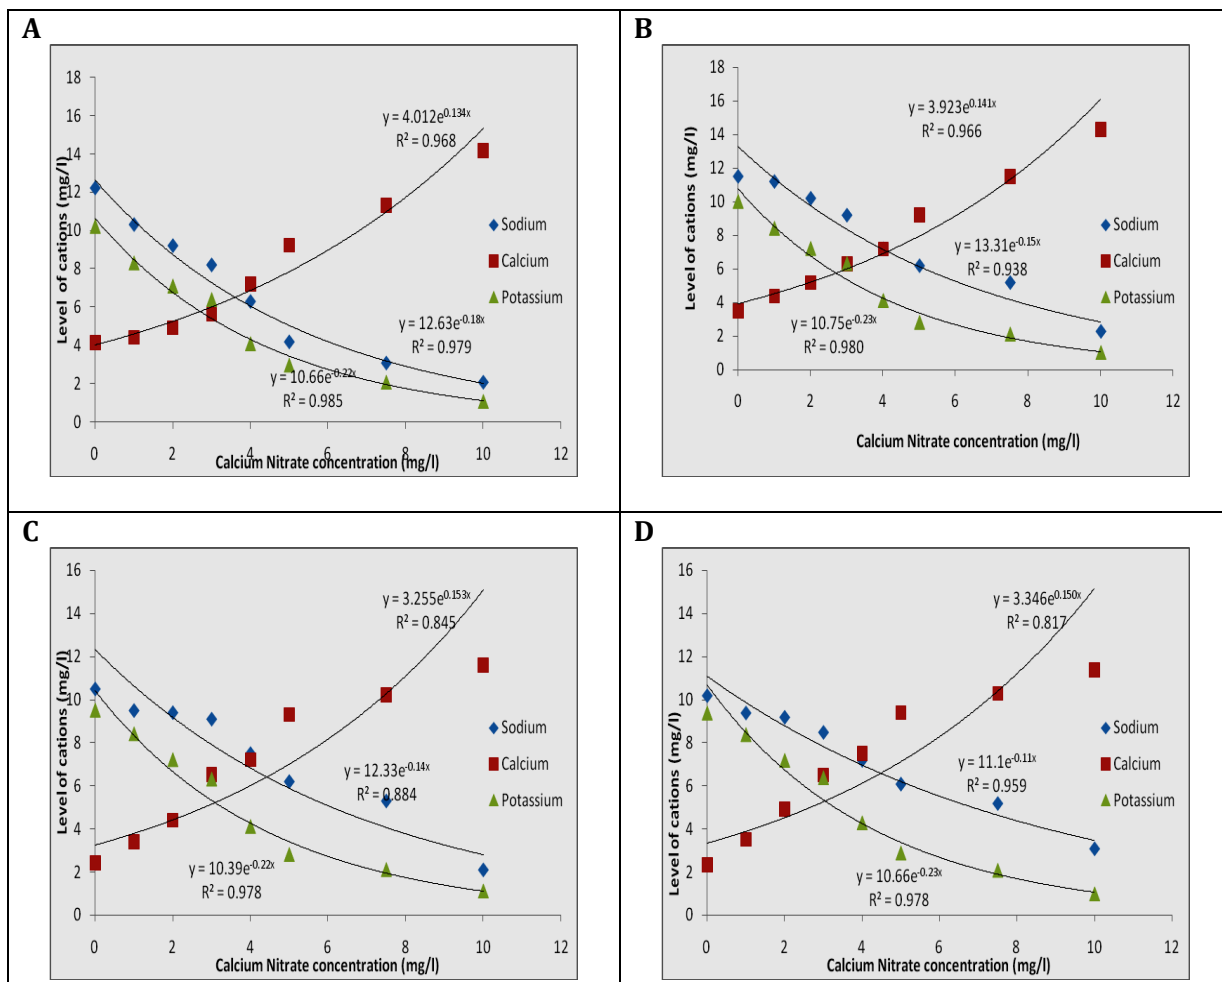 A
18
16
14
12
10
8
6
4
2
0
0 2 4 6 8 10 12
Level of cations (mg/l)
Calcium Nitrate concentration (mg/l)
y = 4.012e^0.134x
R² = 0.968
12.63e^-0.18x
R² = 0.979
y = 10.66e^-0.22x
R² = 0.985
Sodium
Calcium
Potassium
B
18
16
14
12
10
8
6
4
2
0
0 2 4 6 8 10 12
Level of cations (mg/l)
Calcium Nitrate concentration (mg/l)
y = 3.923e^0.141x
R² = 0.966
y = 13.31e^-0.15x
R² = 0.938
y = 10.75e^-0.23x
R² = 0.980
Sodium
Calcium
Potassium
C
16
14
12
10
8
6
4
2
0
0 2 4 6 8 10 12
Level of cations (mg/l)
Calcium Nitrate concentration (mg/l)
y = 3.255e^0.153x
R² = 0.845
y = 12.33e^-0.14x
R² = 0.884
y = 10.39e^-0.22x
R² = 0.978
Sodium
Calcium
Potassium
D
16
14
12
10
8
6
4
2
0
0 2 4 6 8 10 12
Level of cations (mg/l)
Calcium Nitrate concentration (mg/l)
y = 3.346e^0.150x
R² = 0.817
y = 11.1e^-0.11x
R² = 0.959
y = 10.66e^-0.23x
R² = 0.978
Sodium
Calcium
Potassium